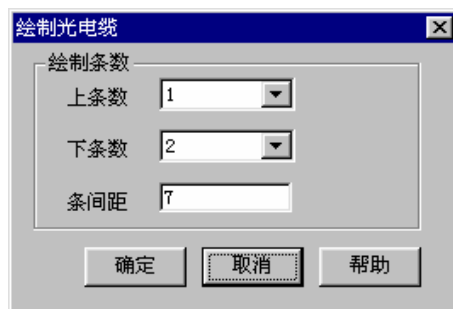 绘制光电缆
绘制条数
上条数 1
下条数 2
条间距 7
确定 取消 帮助